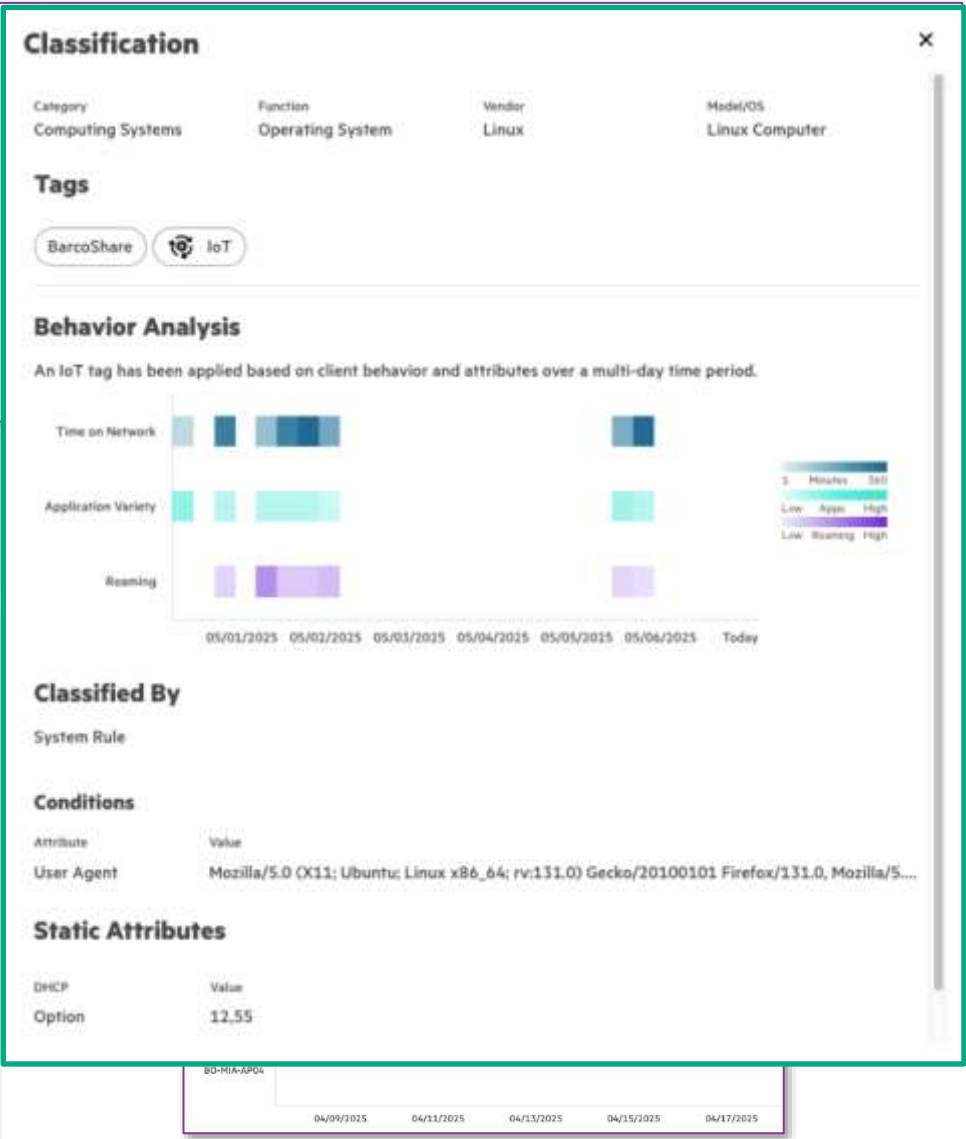 Classification
Category Function Vendor Model/OS
Computing Systems Operating System Linux Linux Computer
Tags
BarcoShare IoT
Behavior Analysis
An IoT tag has been applied based on client behavior and attributes over a multi-day time period.
Time on Network
5 Minutes 360
Application Variety
Low Apps High
Low Roaming High
Roaming
05/01/2025 05/02/2025 05/03/2025 05/04/2025 05/05/2025 05/06/2025 Today
Classified By
System Rule
Conditions
Attribute Value
User Agent Mozilla/5.0 (X11; Ubuntu; Linux x86_64; rv:131.0) Gecko/20100101 Firefox/131.0, Mozilla/5....
Static Attributes
DHCP Value
Option 12,55
BO-MIA-AP04
04/09/2025 04/11/2025 04/13/2025 04/15/2025 04/17/2025